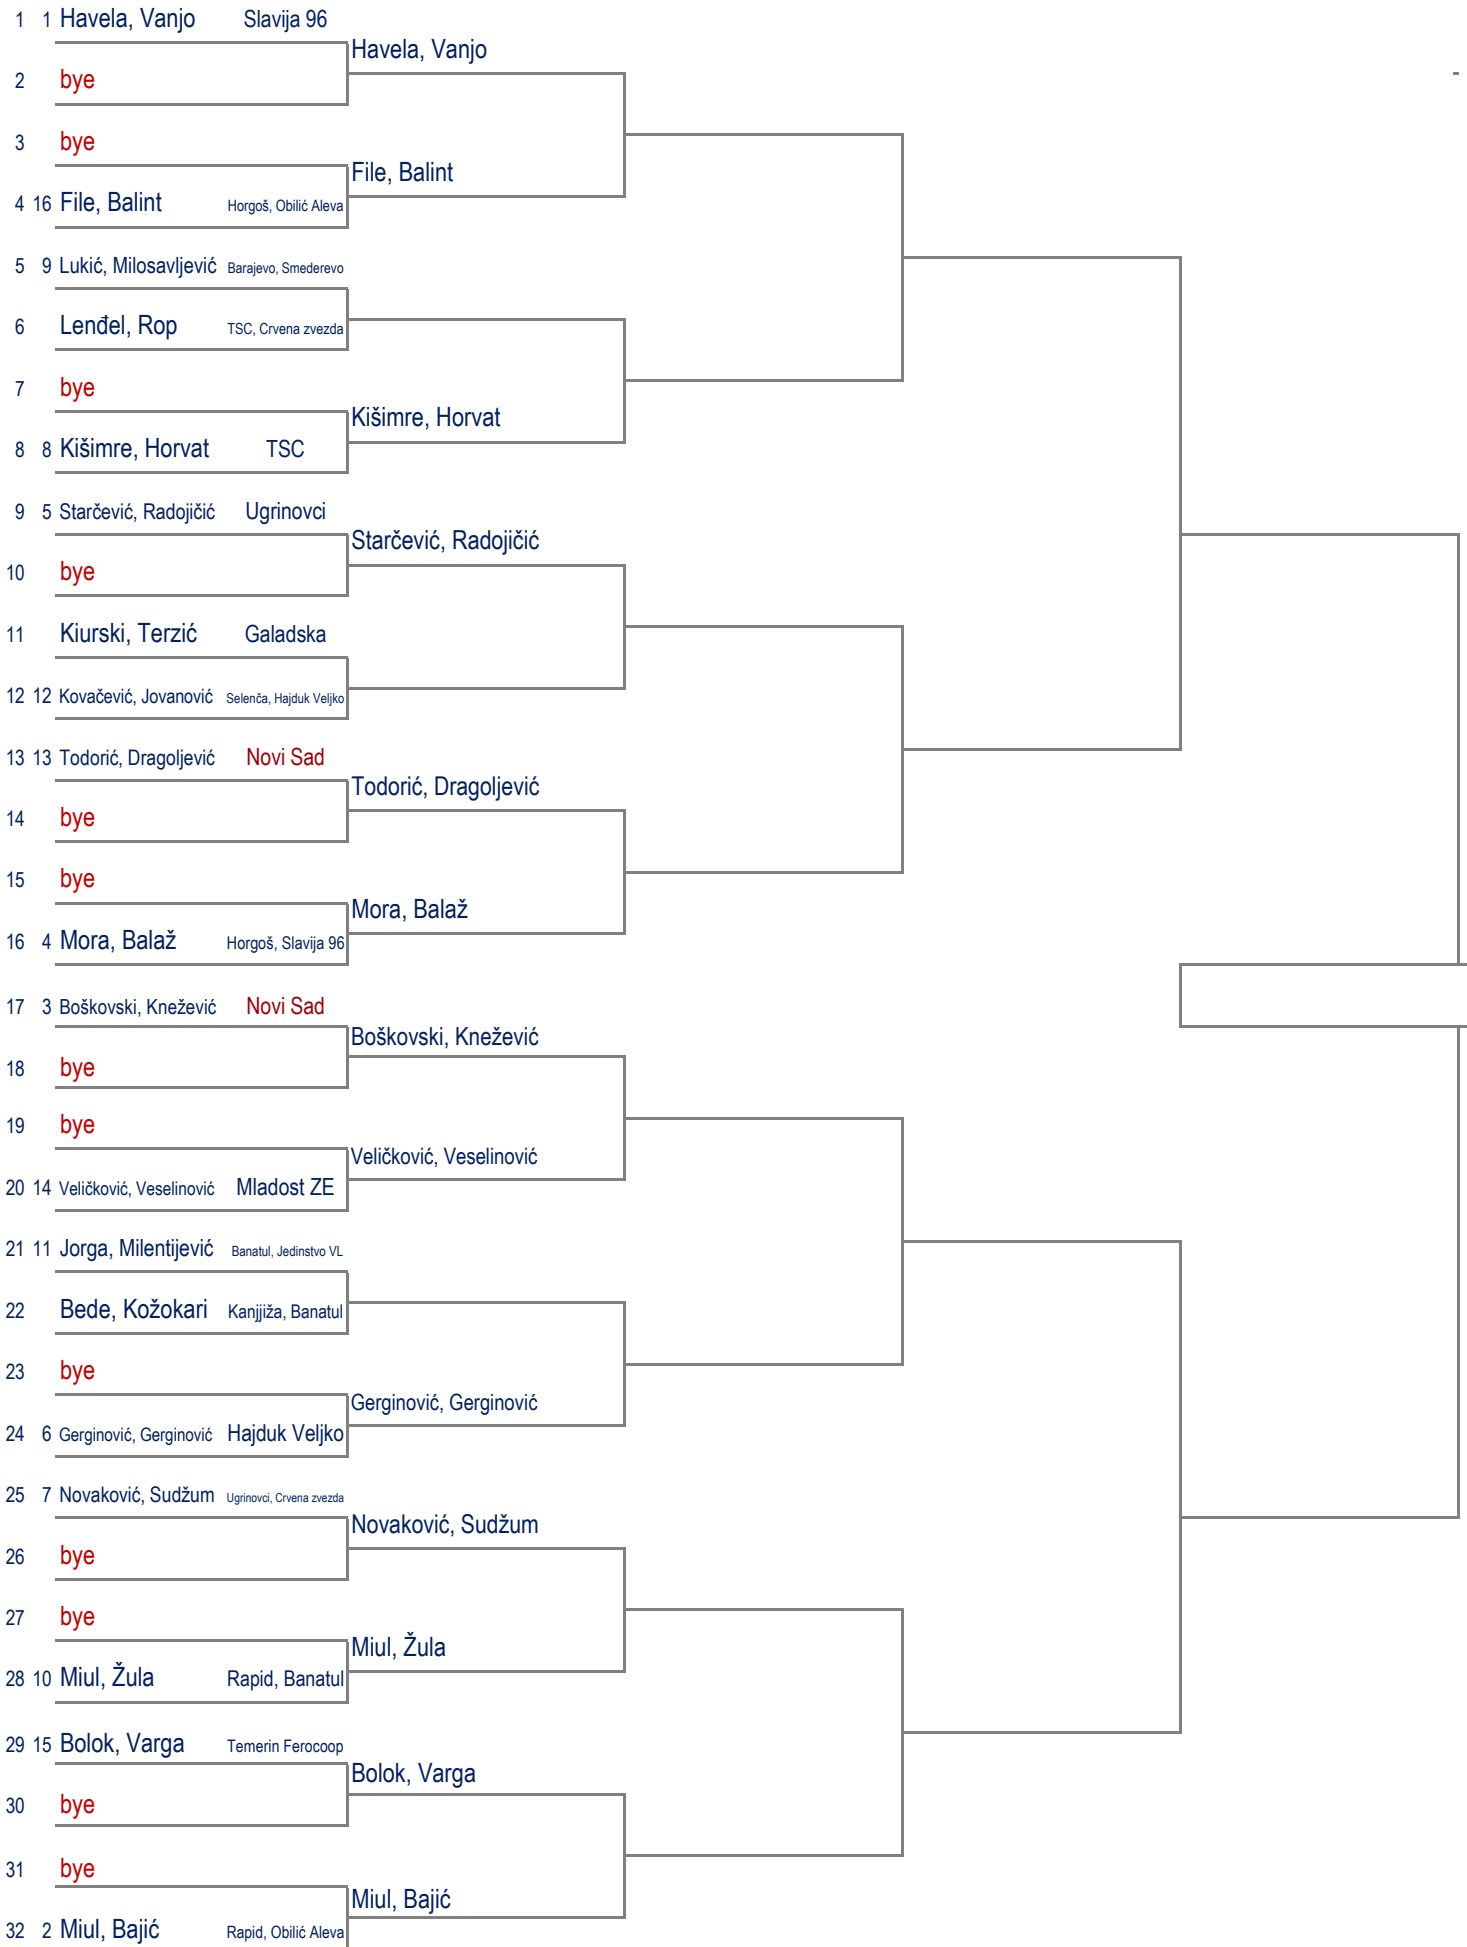 1 1 Havela, Vanjo Slavija 96
Havela, Vanjo
2 bye
3 bye
File, Balint
4 16 File, Balint Horgoš, Obilić Aleva
5 9 Lukić, Milosavljević Barajevo, Smederevo
6 Lenđel, Rop TSC, Crvena zvezda
7 bye
Kišimre, Horvat
8 8 Kišimre, Horvat TSC
9 5 Starčević, Radojičić Ugrinovci
Starčević, Radojičić
10 bye
11 Kiurski, Terzić Galadska
12 12 Kovačević, Jovanović Selenča, Hajduk Veljko
13 13 Todorić, Dragoljević Novi Sad
Todorić, Dragoljević
14 bye
15 bye
Mora, Balaž
16 4 Mora, Balaž Horgoš, Slavija 96
17 3 Boškovski, Knežević Novi Sad
Boškovski, Knežević
18 bye
19 bye
Veličković, Veselinović
20 14 Veličković, Veselinović Mladost ZE
21 11 Jorga, Milentijević Banatul, Jedinstvo VL
22 Bede, Kožokari Kanjjiža, Banatul
23 bye
Gerginović, Gerginović
24 6 Gerginović, Gerginović Hajduk Veljko
25 7 Novaković, Sudžum Ugrinovci, Crvena zvezda
Novaković, Sudžum
26 bye
27 bye
Miul, Žula
28 10 Miul, Žula Rapid, Banatul
29 15 Bolok, Varga Temerin Ferocoop
Bolok, Varga
30 bye
31 bye
Miul, Bajić
32 2 Miul, Bajić Rapid, Obilić Aleva